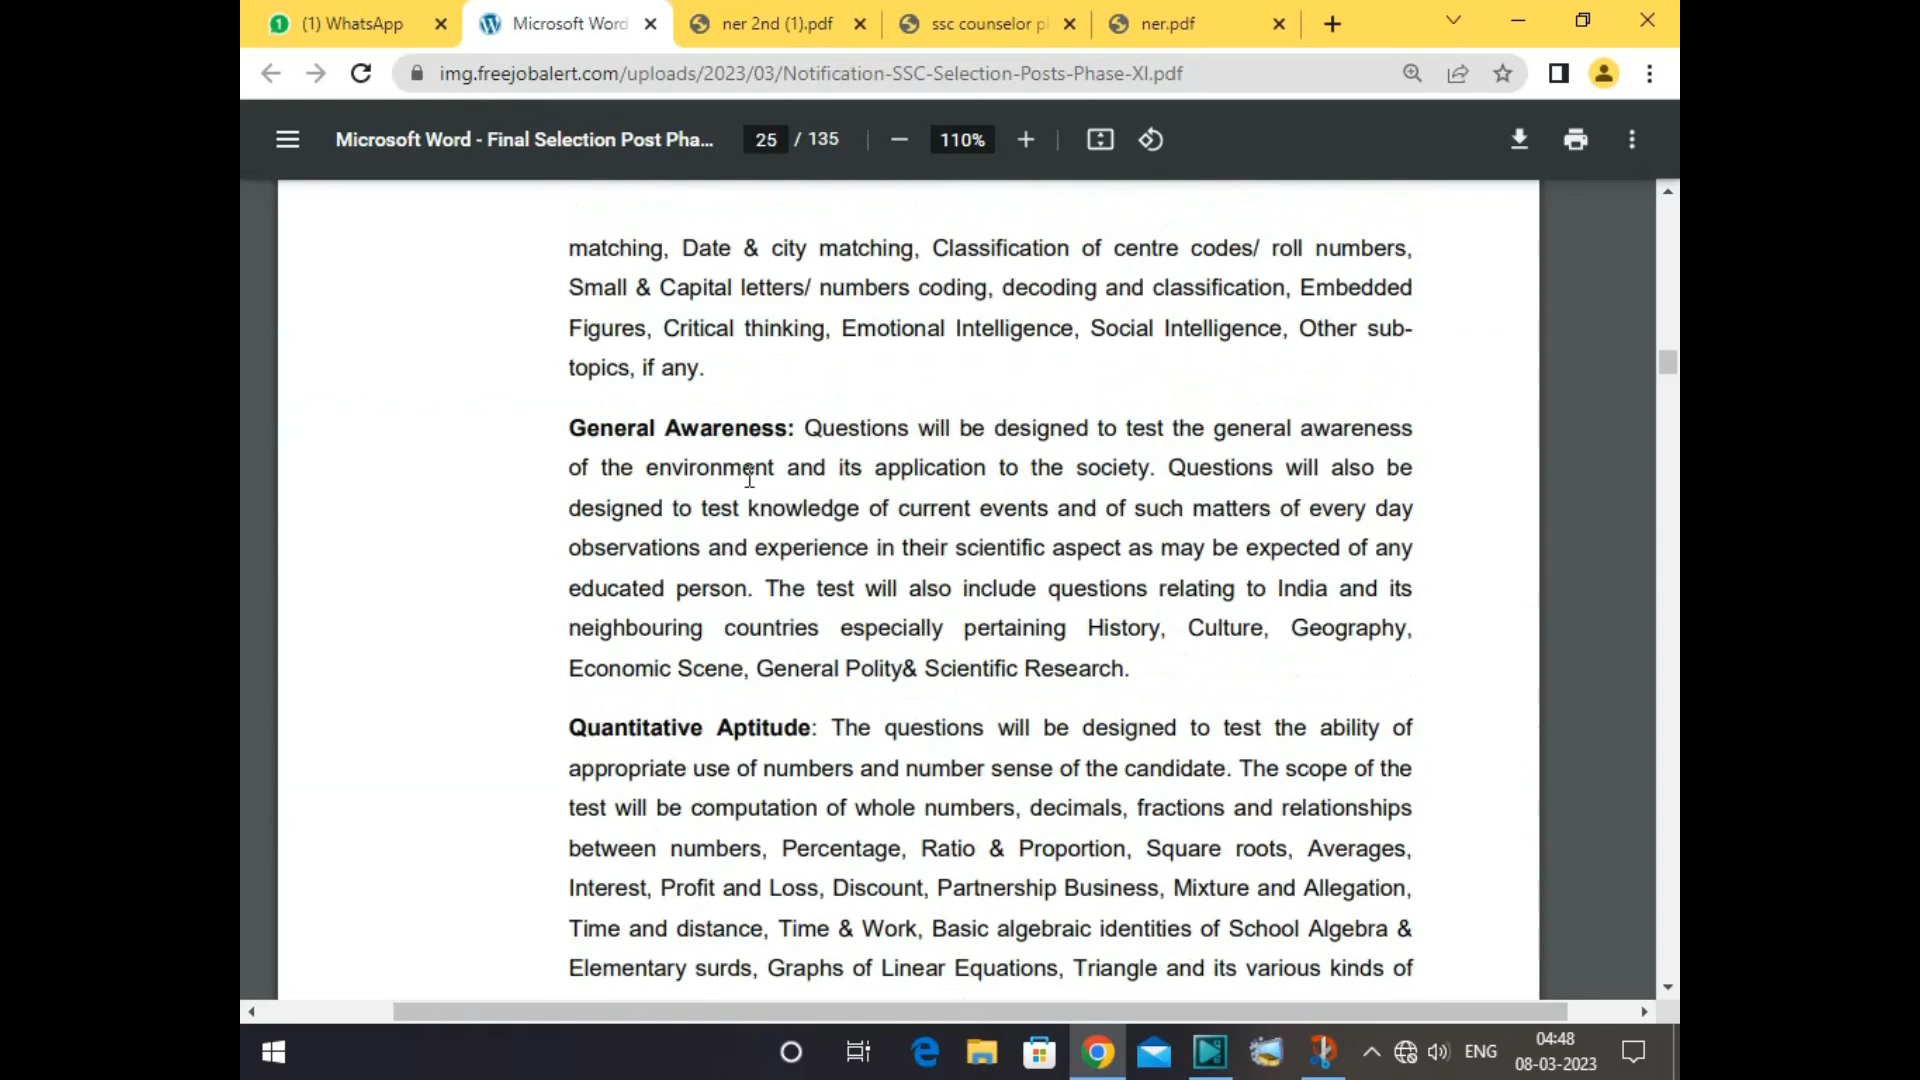 (1) WhatsApp
Microsoft Word
ner 2nd (1).pdf
ssc counselor p
ner.pdf
img.freejobalert.com/uploads/2023/03/Notification-SSC-Selection-Posts-Phase-XI.pdf
Microsoft Word - Final Selection Post Pha...
25 / 135
110%
matching, Date & city matching, Classification of centre codes/ roll numbers,
Small & Capital letters/ numbers coding, decoding and classification, Embedded
Figures, Critical thinking, Emotional Intelligence, Social Intelligence, Other sub-
topics, if any.
General Awareness: Questions will be designed to test the general awareness
of the environment and its application to the society. Questions will also be
designed to test knowledge of current events and of such matters of every day
observations and experience in their scientific aspect as may be expected of any
educated person. The test will also include questions relating to India and its
neighbouring countries especially pertaining History, Culture, Geography,
Economic Scene, General Polity& Scientific Research.
Quantitative Aptitude: The questions will be designed to test the ability of
appropriate use of numbers and number sense of the candidate. The scope of the
test will be computation of whole numbers, decimals, fractions and relationships
between numbers, Percentage, Ratio & Proportion, Square roots, Averages,
Interest, Profit and Loss, Discount, Partnership Business, Mixture and Allegation,
Time and distance, Time & Work, Basic algebraic identities of School Algebra &
Elementary surds, Graphs of Linear Equations, Triangle and its various kinds of
ENG
04:48
08-03-2023